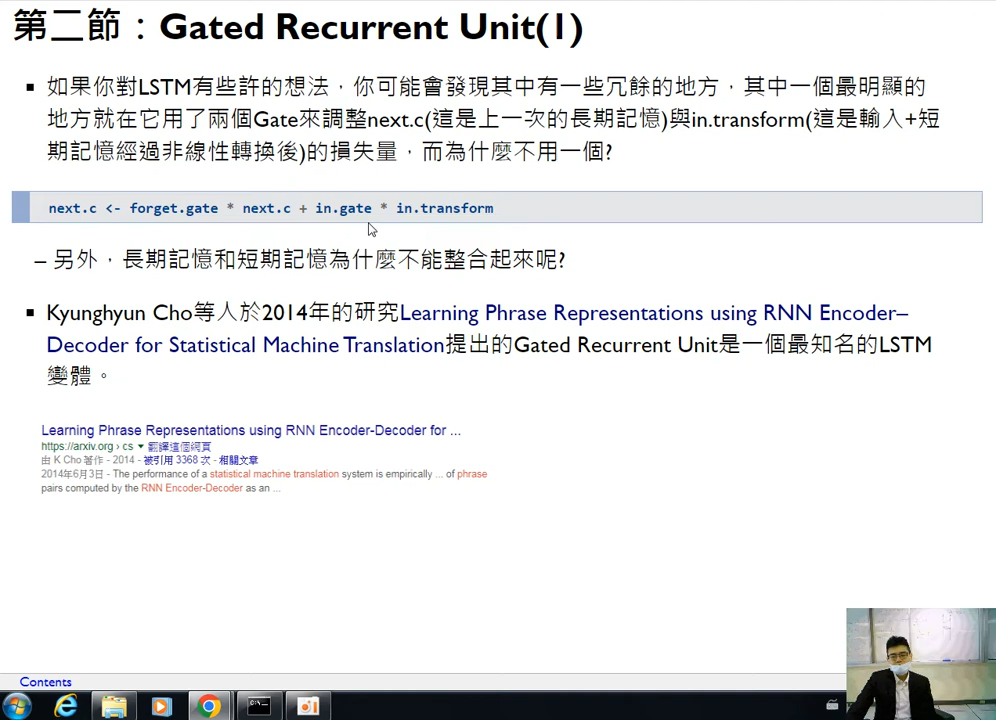 第二節：Gated Recurrent Unit(1)
如果你對LSTM有些許的想法，你可能會發現其中有一些冗餘的地方，其中一個最明顯的
地方就在它用了兩個Gate來調整next.c(這是上一次的長期記憶)與in.transform(這是輸入+短
期記憶經過非線性轉換後)的損失量，而為什麼不用一個?
next.c <- forget.gate * next.c + in.gate * in.transform
– 另外，長期記憶和短期記憶為什麼不能整合起來呢?
Kyunghyun Cho等人於2014年的研究Learning Phrase Representations using RNN Encoder–
Decoder for Statistical Machine Translation提出的Gated Recurrent Unit是一個最知名的LSTM
變體。
Learning Phrase Representations using RNN Encoder-Decoder for ...
https://arxiv.org › cs ▼ 翻譯這個網頁
由 K Cho 著作 - 2014 - 被引用 3368 次 - 相關文章
2014年6月3日 - The performance of a statistical machine translation system is empirically ... of phrase
pairs computed by the RNN Encoder-Decoder as an ...
Contents